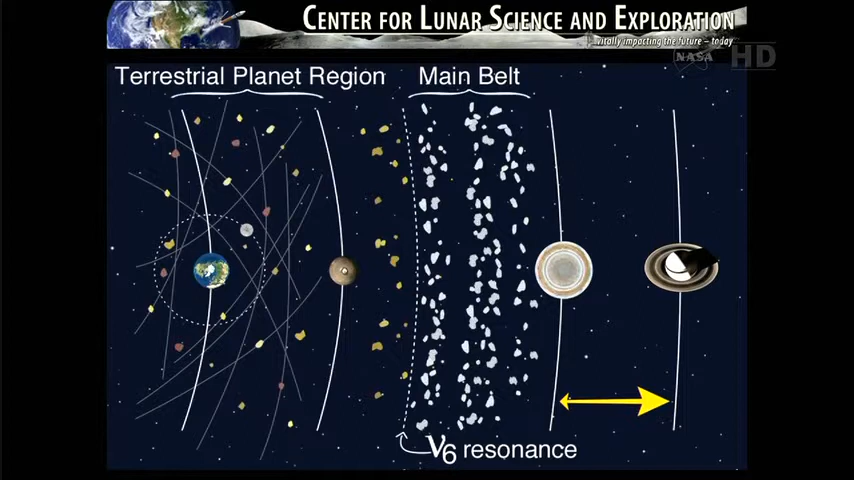 CENTER FOR LUNAR SCIENCE AND EXPLORATION
...vitally impacting the future – today
NASA HD
Terrestrial Planet Region Main Belt
ν6 resonance